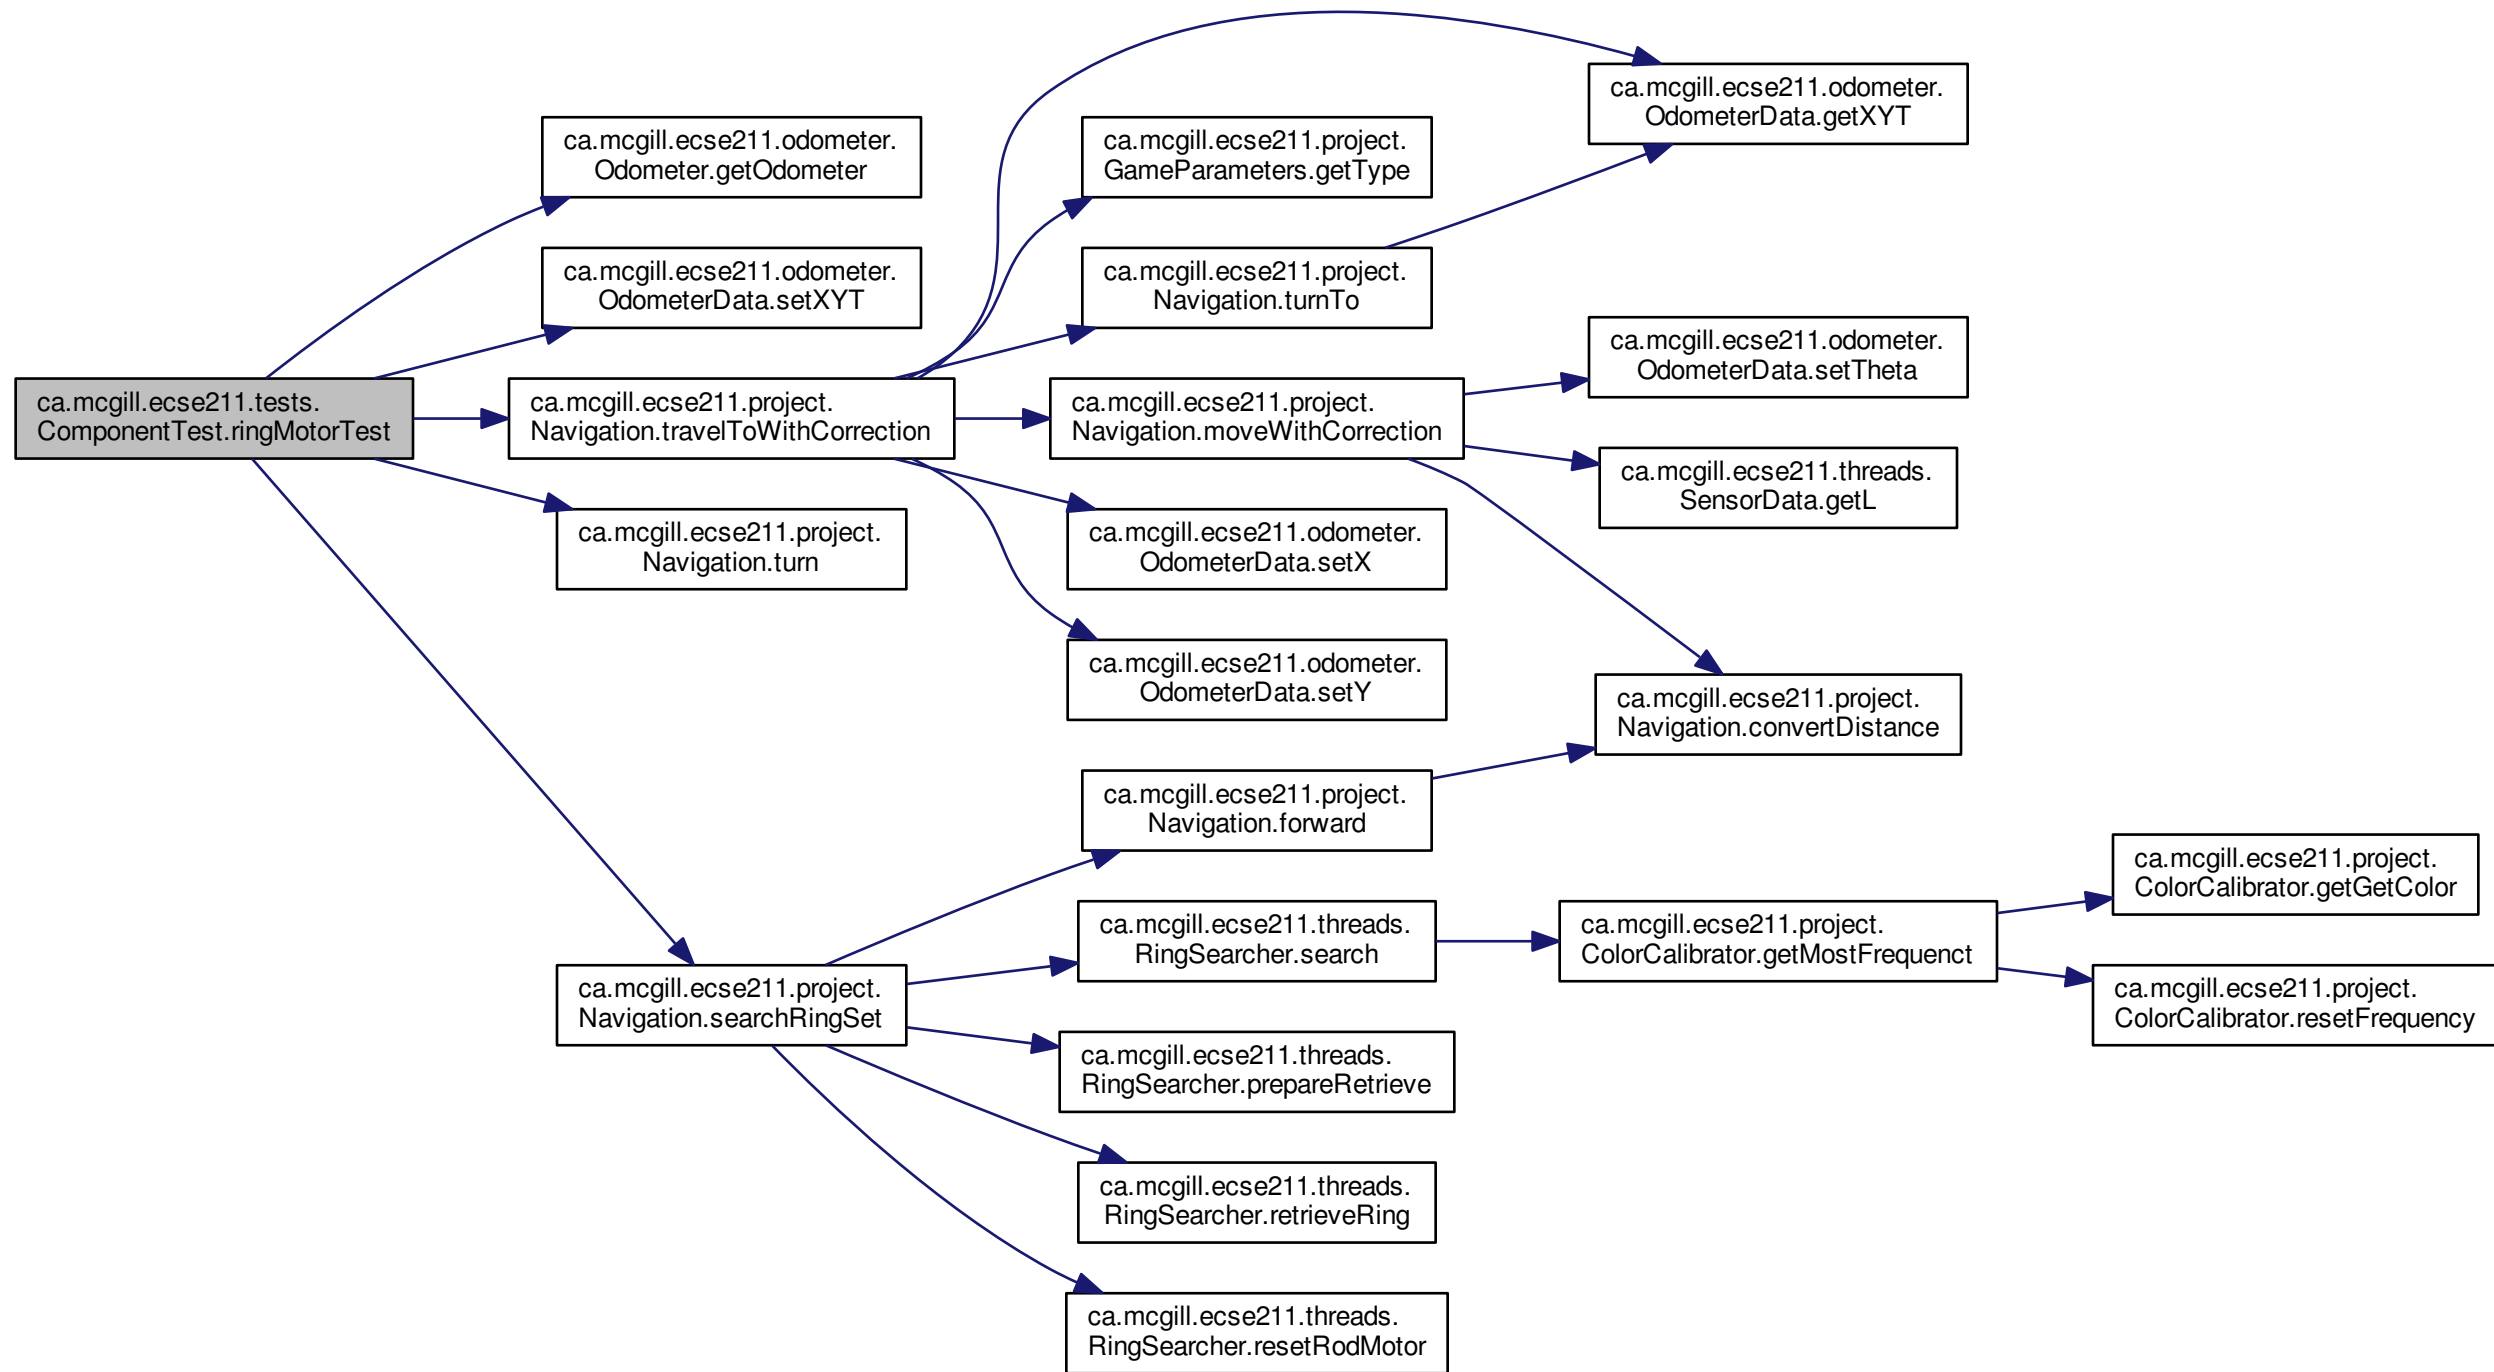 ca.mcgill.ecse211.tests.
ComponentTest.ringMotorTest
ca.mcgill.ecse211.odometer.
Odometer.getOdometer
ca.mcgill.ecse211.odometer.
OdometerData.setXYT
ca.mcgill.ecse211.project.
Navigation.travelToWithCorrection
ca.mcgill.ecse211.project.
Navigation.turn
ca.mcgill.ecse211.project.
Navigation.searchRingSet
ca.mcgill.ecse211.project.
GameParameters.getType
ca.mcgill.ecse211.project.
Navigation.turnTo
ca.mcgill.ecse211.project.
Navigation.moveWithCorrection
ca.mcgill.ecse211.odometer.
OdometerData.setX
ca.mcgill.ecse211.odometer.
OdometerData.setY
ca.mcgill.ecse211.project.
Navigation.forward
ca.mcgill.ecse211.threads.
RingSearcher.search
ca.mcgill.ecse211.threads.
RingSearcher.prepareRetrieve
ca.mcgill.ecse211.threads.
RingSearcher.retrieveRing
ca.mcgill.ecse211.threads.
RingSearcher.resetRodMotor
ca.mcgill.ecse211.odometer.
OdometerData.getXYT
ca.mcgill.ecse211.odometer.
OdometerData.setTheta
ca.mcgill.ecse211.threads.
SensorData.getL
ca.mcgill.ecse211.project.
Navigation.convertDistance
ca.mcgill.ecse211.project.
ColorCalibrator.getMostFrequenct
ca.mcgill.ecse211.project.
ColorCalibrator.getGetColor
ca.mcgill.ecse211.project.
ColorCalibrator.resetFrequency